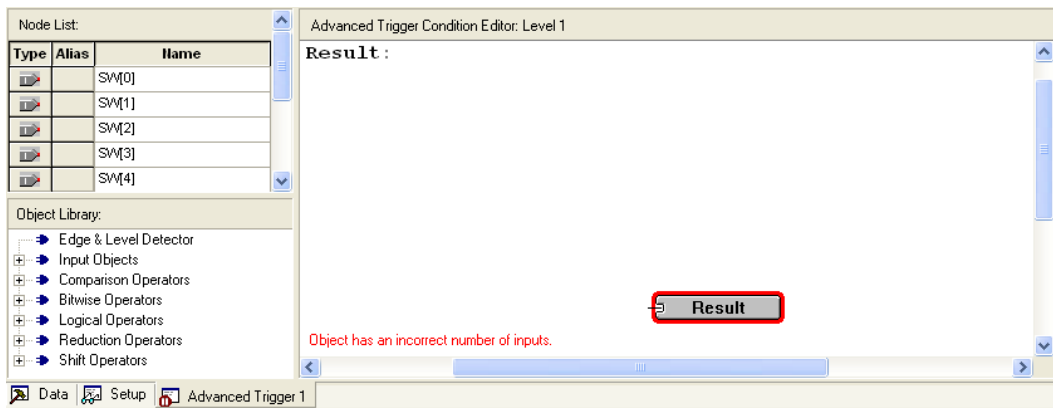 Node List:
Type Alias Name
SW[0]
SW[1]
SW[2]
SW[3]
SW[4]
Object Library:
Edge & Level Detector
Input Objects
Comparison Operators
Bitwise Operators
Logical Operators
Reduction Operators
Shift Operators
Advanced Trigger Condition Editor: Level 1
Result:
Result
Object has an incorrect number of inputs.
Data Setup Advanced Trigger 1